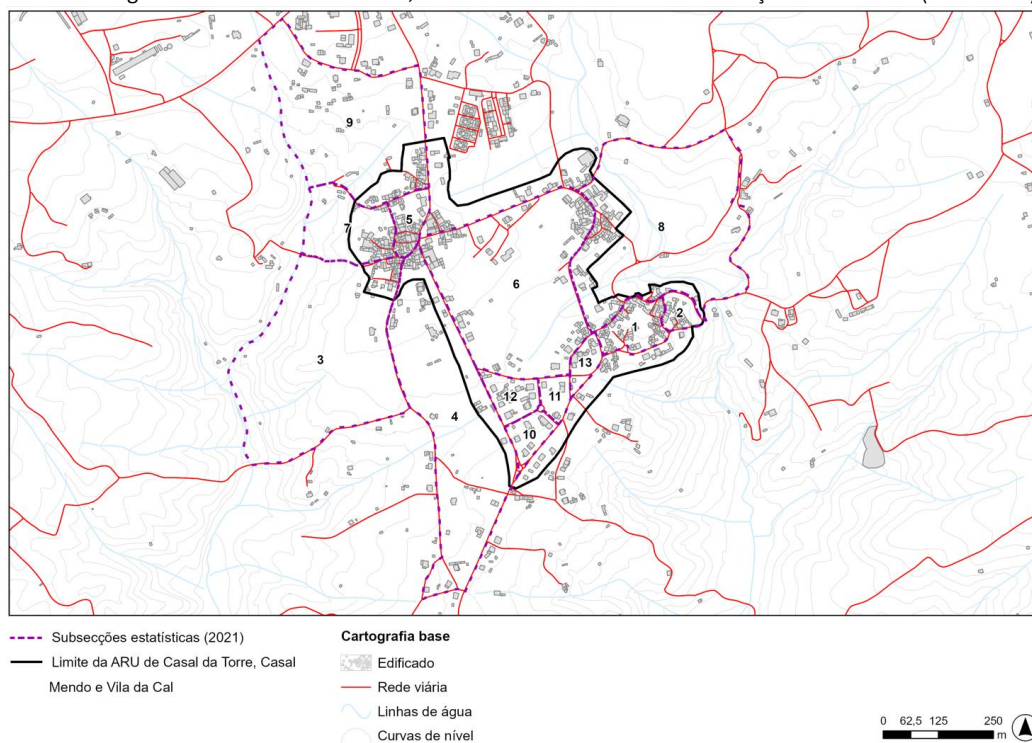 9
7
5
8
6
2
1
3
13
12
11
4
10
Subsecções estatísticas (2021)
Limite da ARU de Casal da Torre, Casal
Mendo e Vila da Cal
Cartografia base
Edificado
Rede viária
Linhas de água
Curvas de nível
0 62,5 125 250
m